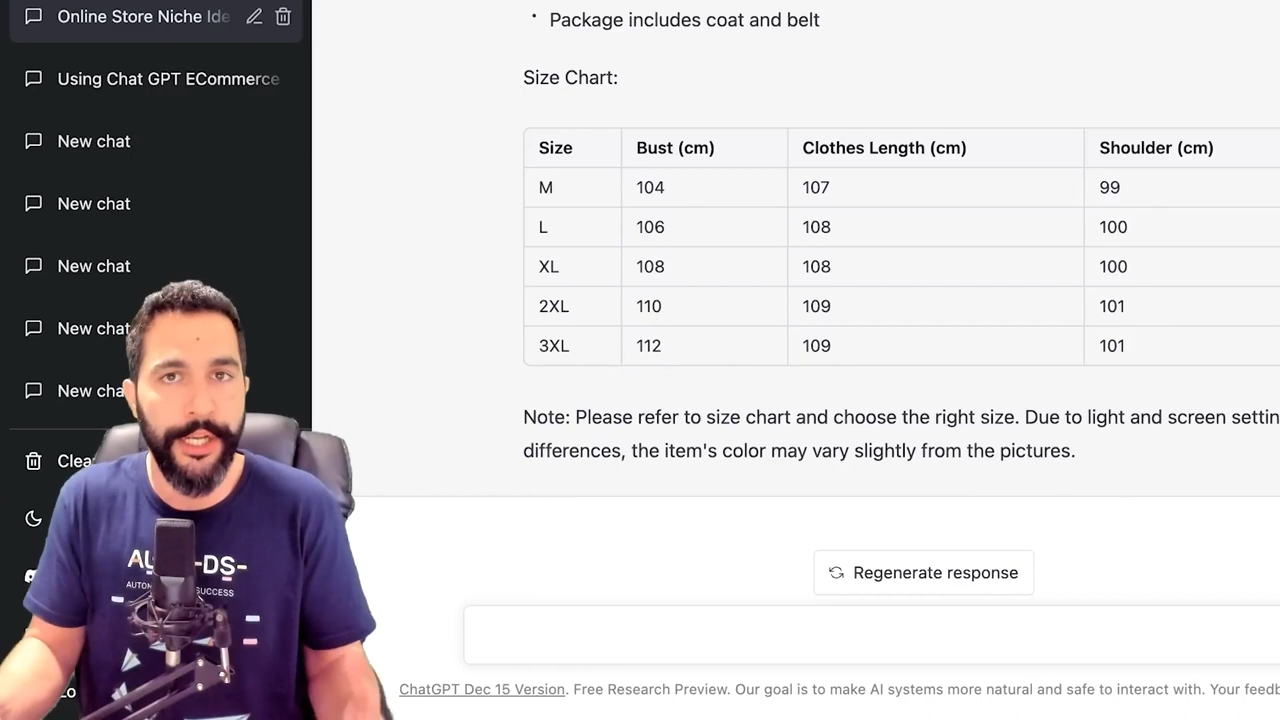 Online Store Niche Ide
Using Chat GPT ECommerce
New chat
New chat
New chat
New chat
New cha
Clea
Lo
AU -DS-
AUTOM SUCCESS
• Package includes coat and belt
Size Chart:
Size Bust (cm) Clothes Length (cm) Shoulder (cm)
M 104 107 99
L 106 108 100
XL 108 108 100
2XL 110 109 101
3XL 112 109 101
Note: Please refer to size chart and choose the right size. Due to light and screen settin
differences, the item's color may vary slightly from the pictures.
Regenerate response
ChatGPT Dec 15 Version. Free Research Preview. Our goal is to make AI systems more natural and safe to interact with. Your feedb